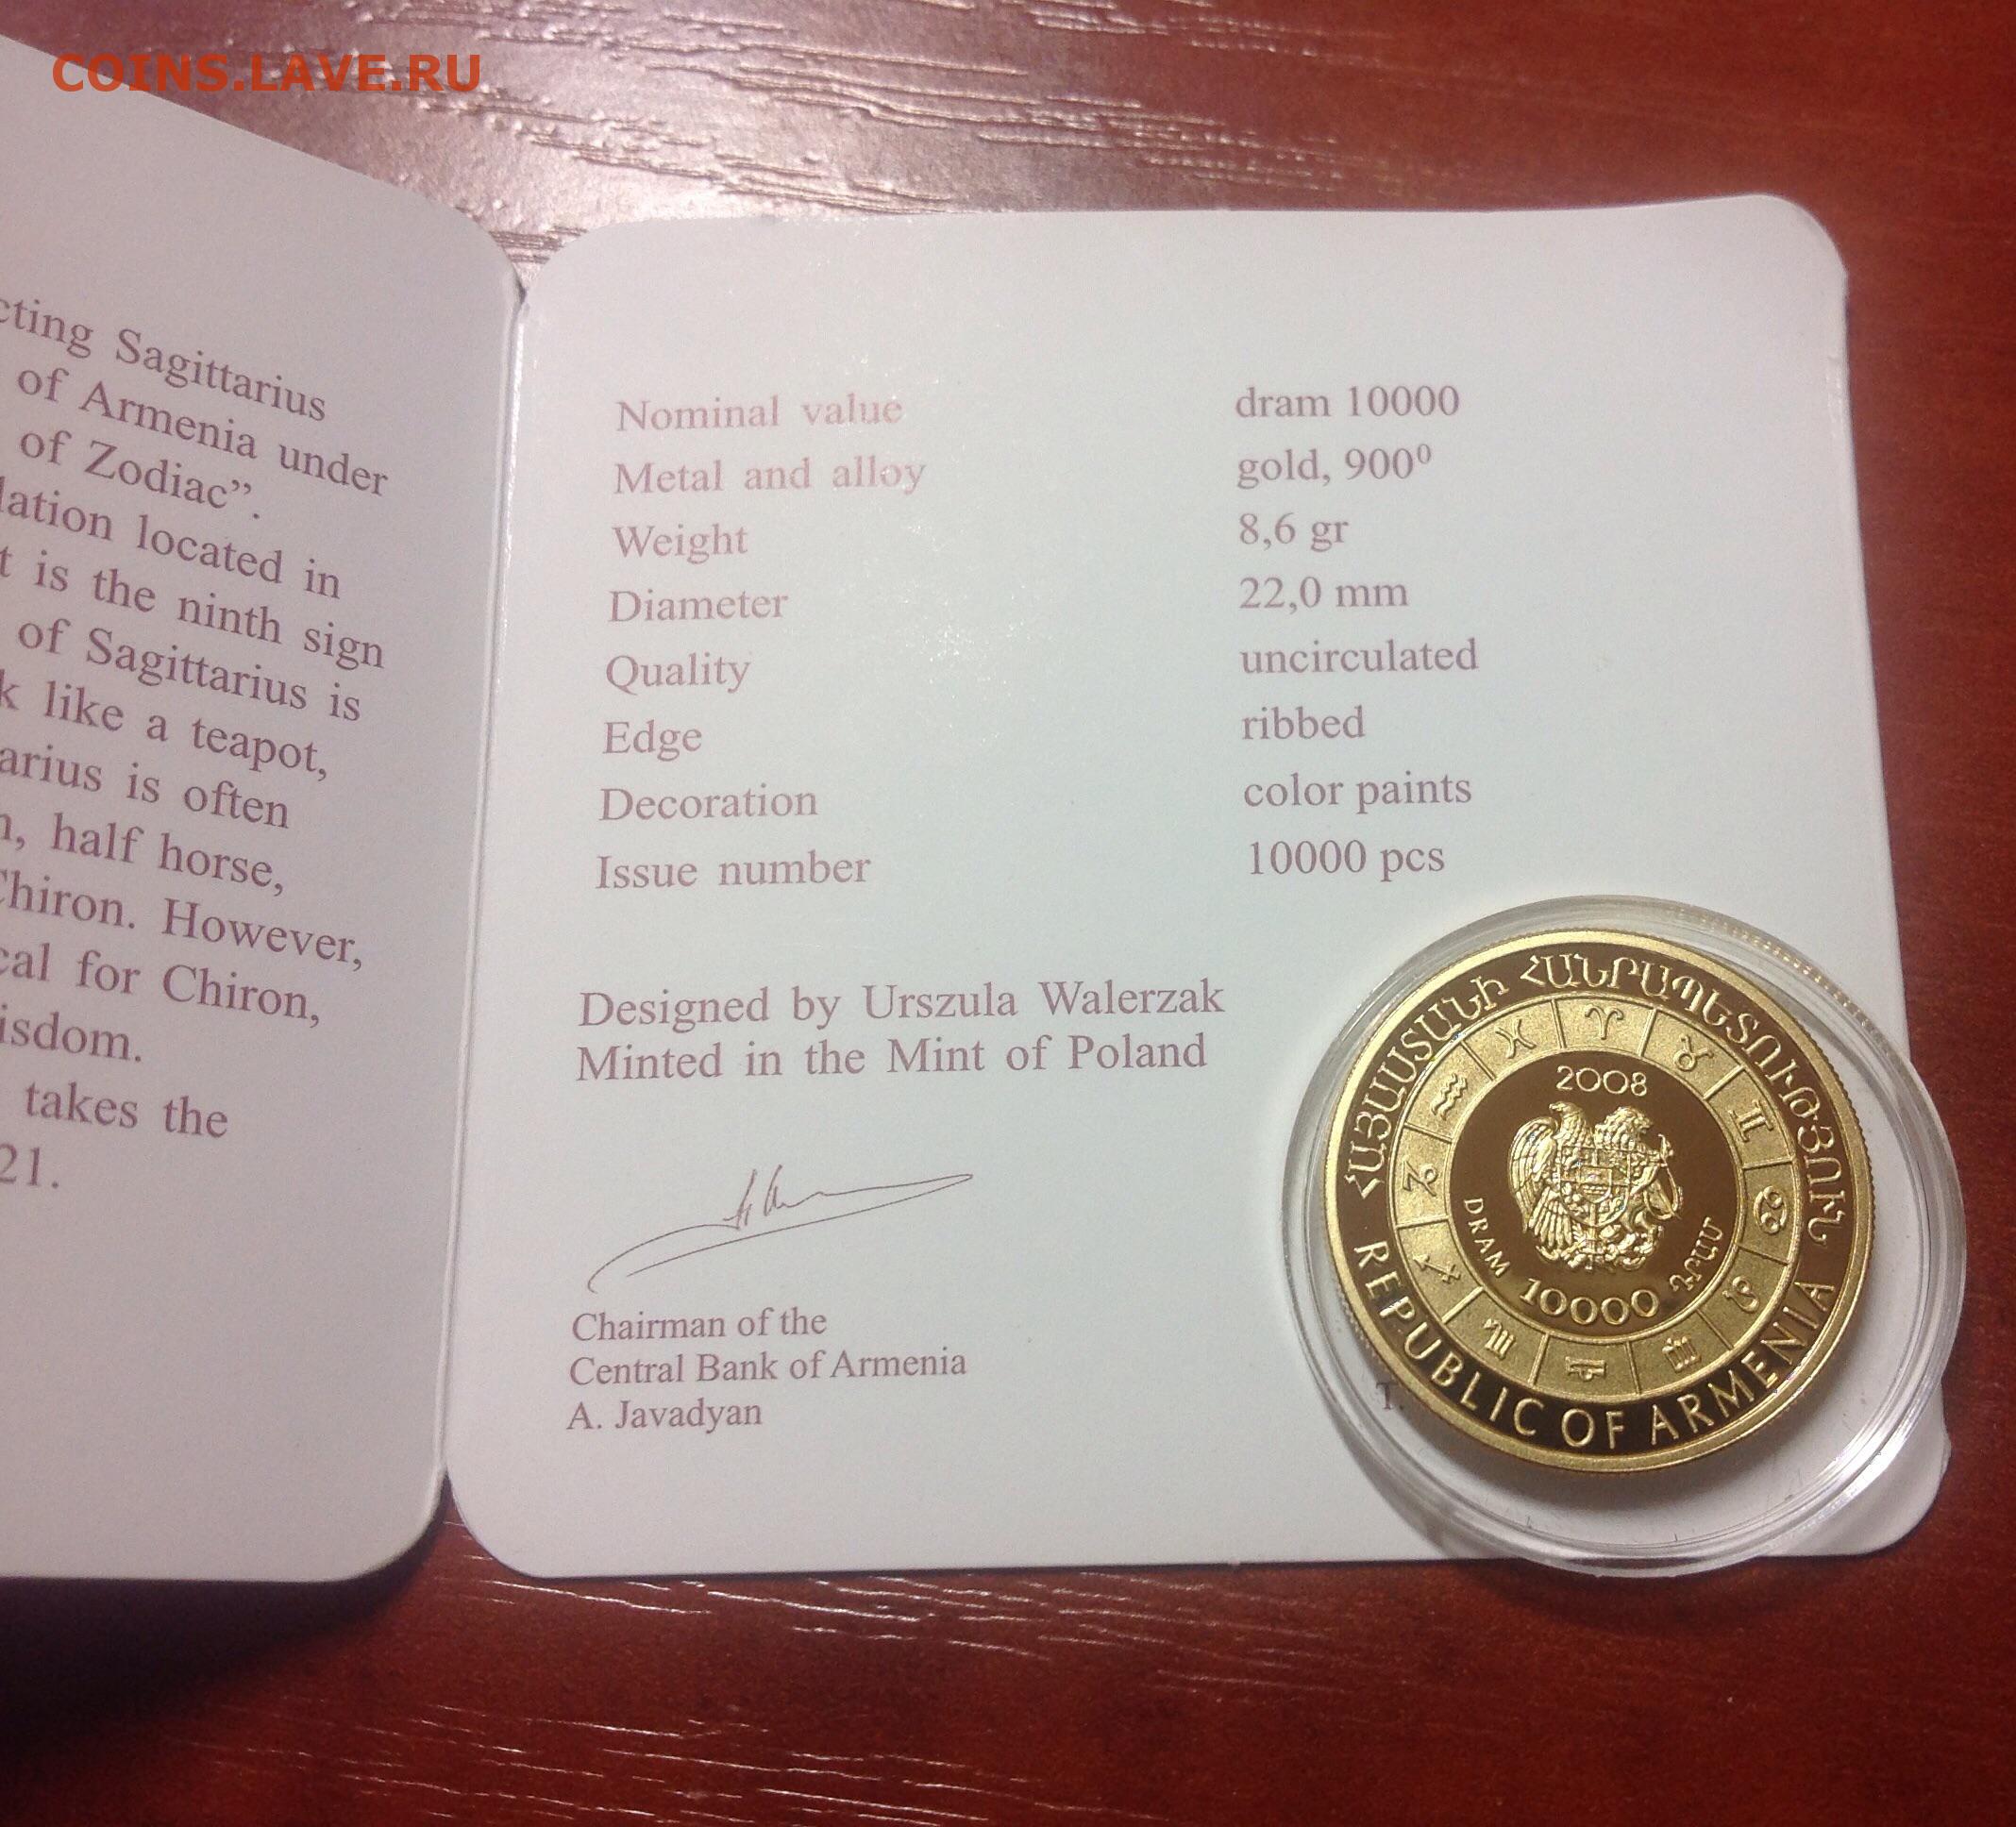 COINS.LAVE.RU
cting Sagittarius
of Armenia under
of Zodiac”.
lation located in
t is the ninth sign
of Sagittarius is
k like a teapot,
arius is often
n, half horse,
Chiron. However,
cal for Chiron,
isdom.
takes the
21.
Nominal value dram 10000
Metal and alloy gold, 900⁰
Weight 8,6 gr
Diameter 22,0 mm
Quality uncirculated
Edge ribbed
Decoration color paints
Issue number 10000 pcs
Designed by Urszula Walerzak
Minted in the Mint of Poland
Chairman of the
Central Bank of Armenia
A. Javadyan
T.
ՀԱՅԱՍՏԱՆԻ ՀԱՆՐԱՊԵՏՈՒԹՅՈՒՆ
2008
DRAM 10000 ԴՐԱՄ
REPUBLIC OF ARMENIA